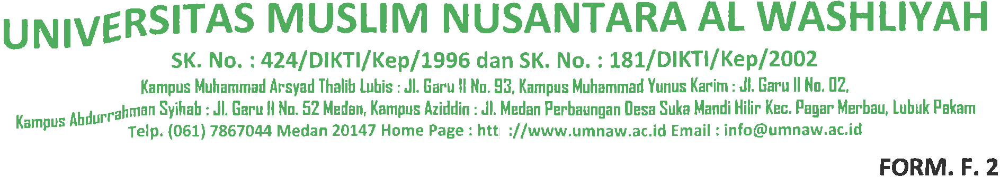 UNIVERSITAS MUSLIM NUSANTARA AL WASHLIYAH
SK. No. : 424/DIKTI/Kep/1996 dan SK. No. : 181/DIKTI/Kep/2002
Kampus Muhammad Arsyad Thalib Lubis : Jl. Garu II No. 93, Kampus Muhammad Yunus Karim : Jl. Garu II No. 02,
Kampus Abdurrahman Syihab : Jl. Garu II No. 52 Medan, Kampus Aziddin : Jl. Medan Perbaungan Desa Suka Mandi Hilir Kec. Pagar Merbau, Lubuk Pakam
Telp. (061) 7867044 Medan 20147 Home Page : htt ://www.umnaw.ac.id Email : info@umnaw.ac.id
FORM. F. 2